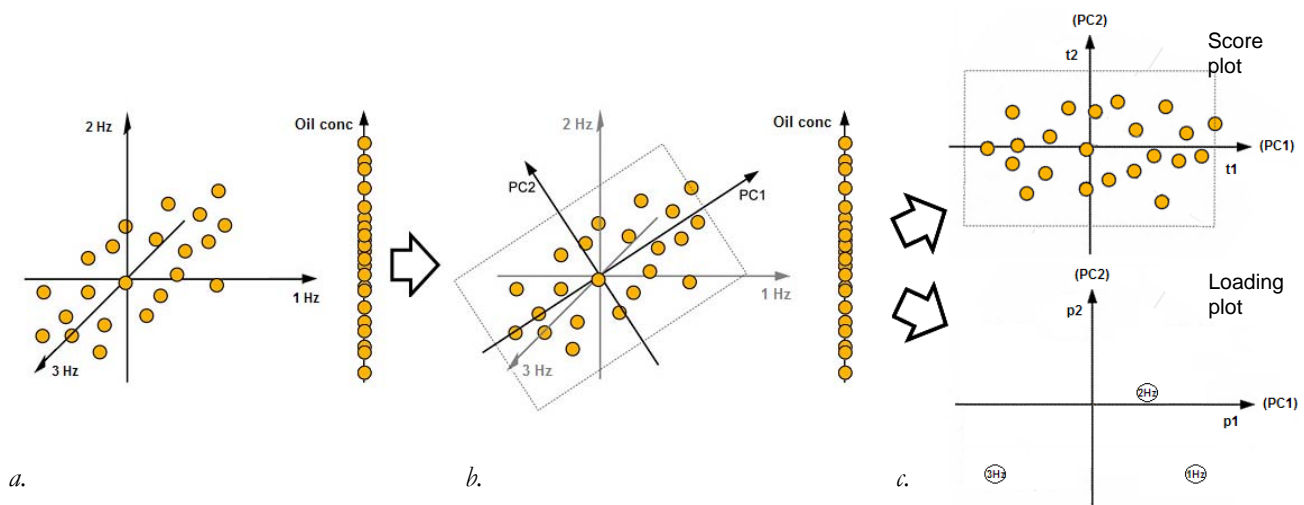 2 Hz
Oil conc
1 Hz
3 Hz
a.
2 Hz
Oil conc
PC2
PC1
1 Hz
3 Hz
b.
(PC2)
Score
plot
t2
(PC1)
t1
(PC2)
Loading
plot
p2
2Hz
(PC1)
p1
3Hz
1Hz
c.